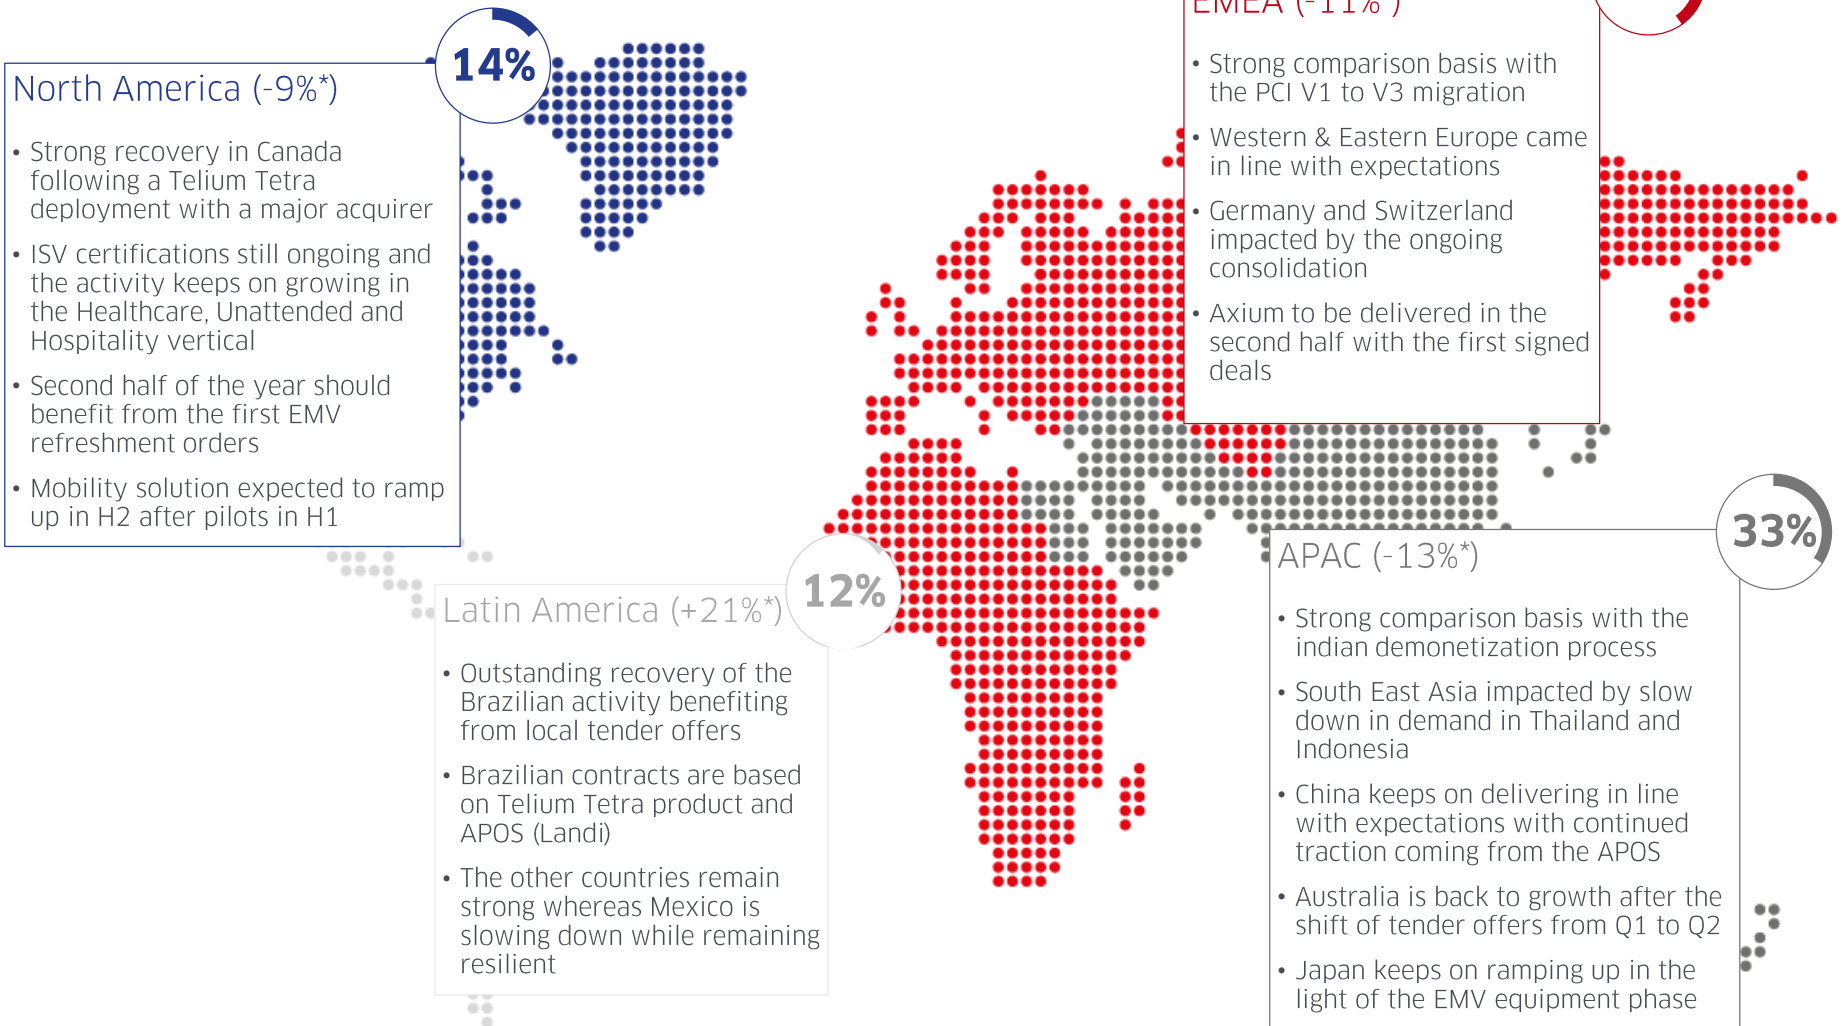 14%
North America (-9%*)
• Strong recovery in Canada
following a Telium Tetra
deployment with a major acquirer
• ISV certifications still ongoing and
the activity keeps on growing in
the Healthcare, Unattended and
Hospitality vertical
• Second half of the year should
benefit from the first EMV
refreshment orders
• Mobility solution expected to ramp
up in H2 after pilots in H1
EMEA (-11%*)
• Strong comparison basis with
the PCI V1 to V3 migration
• Western & Eastern Europe came
in line with expectations
• Germany and Switzerland
impacted by the ongoing
consolidation
• Axium to be delivered in the
second half with the first signed
deals
12%
Latin America (+21%*)
• Outstanding recovery of the
Brazilian activity benefiting
from local tender offers
• Brazilian contracts are based
on Telium Tetra product and
APOS (Landi)
• The other countries remain
strong whereas Mexico is
slowing down while remaining
resilient
33%
APAC (-13%*)
• Strong comparison basis with the
indian demonetization process
• South East Asia impacted by slow
down in demand in Thailand and
Indonesia
• China keeps on delivering in line
with expectations with continued
traction coming from the APOS
• Australia is back to growth after the
shift of tender offers from Q1 to Q2
• Japan keeps on ramping up in the
light of the EMV equipment phase